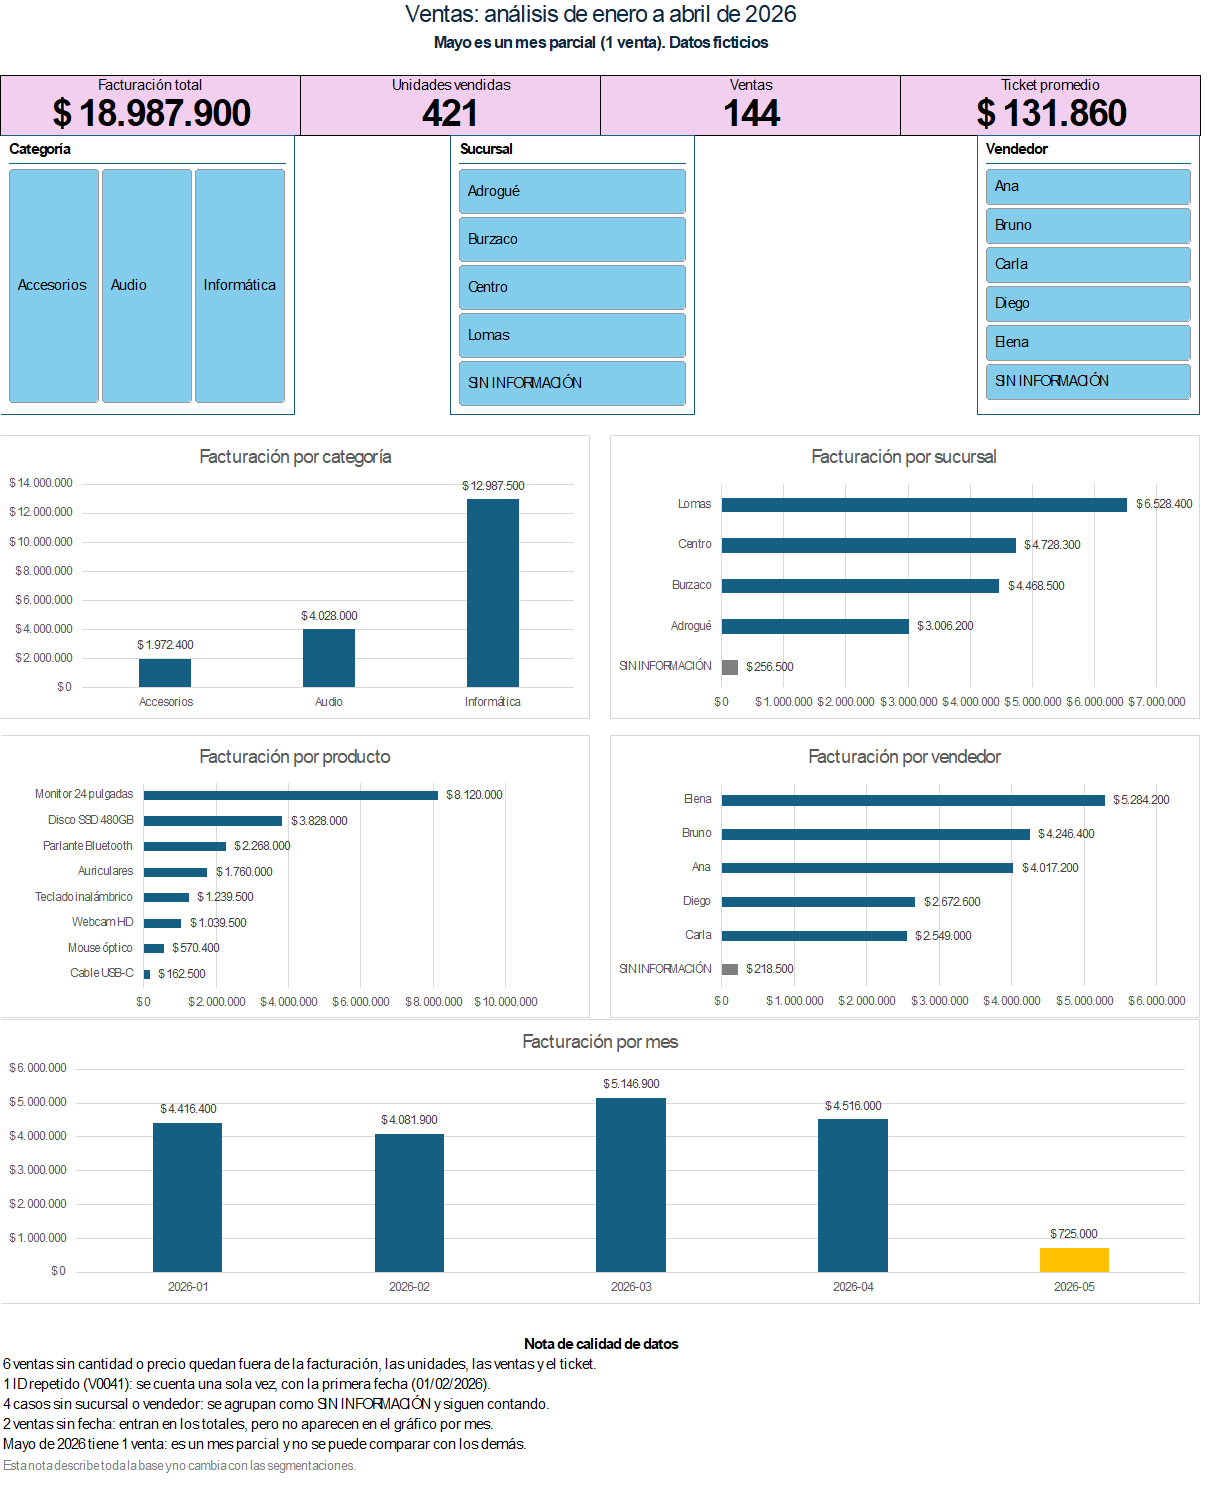 Ventas: análisis de enero a abril de 2026
Mayo es un mes parcial (1 venta). Datos ficticios
Facturación total
$ 18.987.900
Unidades vendidas
421
Ventas
144
Ticket promedio
$ 131.860
Categoría
Accesorios
Audio
Informática
Sucursal
Adrogué
Burzaco
Centro
Lomas
SIN INFORMACIÓN
Vendedor
Ana
Bruno
Carla
Diego
Elena
SIN INFORMACIÓN
Facturación por categoría
$ 14.000.000
$ 12.000.000
$ 10.000.000
$ 8.000.000
$ 6.000.000
$ 4.000.000
$ 2.000.000
$ 0
$ 1.972.400
$ 4.028.000
$ 12.987.500
Accesorios
Audio
Informática
Facturación por sucursal
Lomas
$ 6.528.400
Centro
$ 4.728.300
Burzaco
$ 4.468.500
Adrogué
$ 3.006.200
SIN INFORMACIÓN
$ 256.500
$ 0
$ 1.000.000
$ 2.000.000
$ 3.000.000
$ 4.000.000
$ 5.000.000
$ 6.000.000
$ 7.000.000
Facturación por producto
Monitor 24 pulgadas
$ 8.120.000
Disco SSD 480GB
$ 3.828.000
Parlante Bluetooth
$ 2.268.000
Auriculares
$ 1.760.000
Teclado inalámbrico
$ 1.239.500
Webcam HD
$ 1.039.500
Mouse óptico
$ 570.400
Cable USB-C
$ 162.500
$ 0
$ 2.000.000
$ 4.000.000
$ 6.000.000
$ 8.000.000
$ 10.000.000
Facturación por vendedor
Elena
$ 5.284.200
Bruno
$ 4.246.400
Ana
$ 4.017.200
Diego
$ 2.672.600
Carla
$ 2.549.000
SIN INFORMACIÓN
$ 218.500
$ 0
$ 1.000.000
$ 2.000.000
$ 3.000.000
$ 4.000.000
$ 5.000.000
$ 6.000.000
Facturación por mes
$ 6.000.000
$ 5.000.000
$ 4.000.000
$ 3.000.000
$ 2.000.000
$ 1.000.000
$ 0
$ 4.416.400
$ 4.081.900
$ 5.146.900
$ 4.516.000
$ 725.000
2026-01
2026-02
2026-03
2026-04
2026-05
Nota de calidad de datos
6 ventas sin cantidad o precio quedan fuera de la facturación, las unidades, las ventas y el ticket.
1 ID repetido (V0041): se cuenta una sola vez, con la primera fecha (01/02/2026).
4 casos sin sucursal o vendedor: se agrupan como SIN INFORMACIÓN y siguen contando.
2 ventas sin fecha: entran en los totales, pero no aparecen en el gráfico por mes.
Mayo de 2026 tiene 1 venta: es un mes parcial y no se puede comparar con los demás.
Esta nota describe toda la base y no cambia con las segmentaciones.